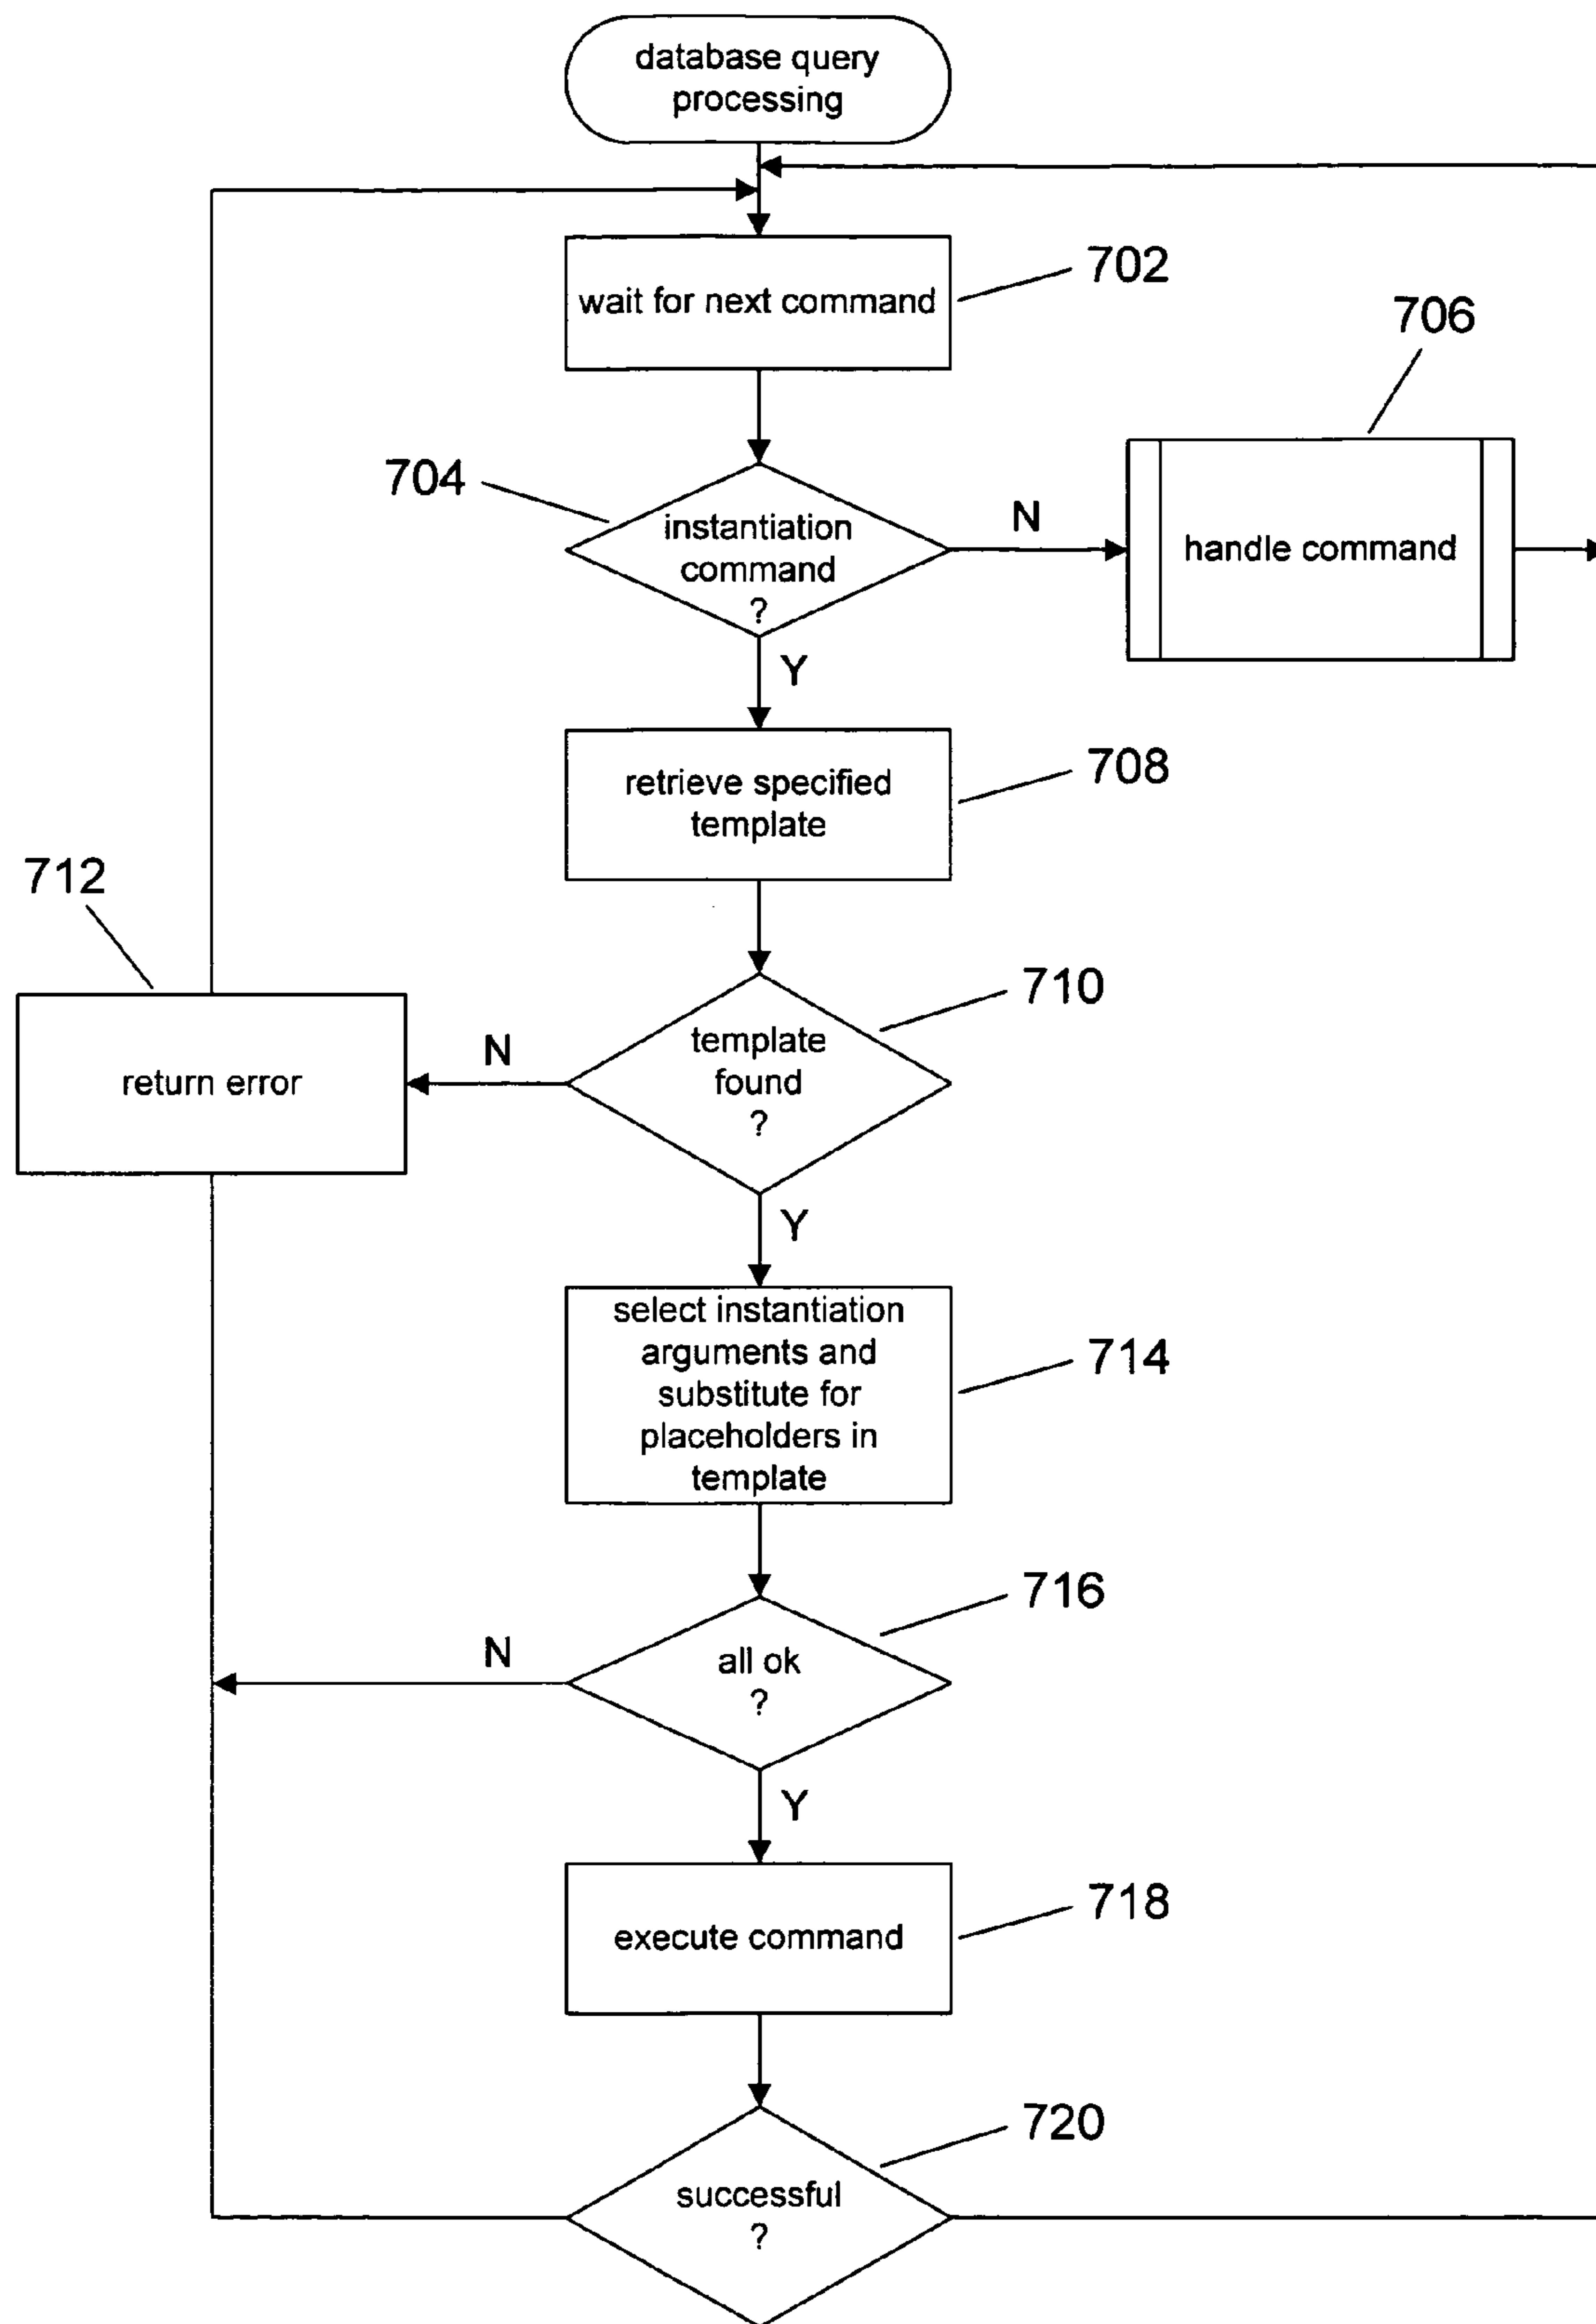 database query
processing
wait for next command
702
706
704
instantiation
command
?
N
handle command
Y
retrieve specified
template
708
712
710
template
found
?
N
return error
Y
select instantiation
arguments and
substitute for
placeholders in
template
714
716
all ok
?
N
Y
execute command
718
720
successful
?